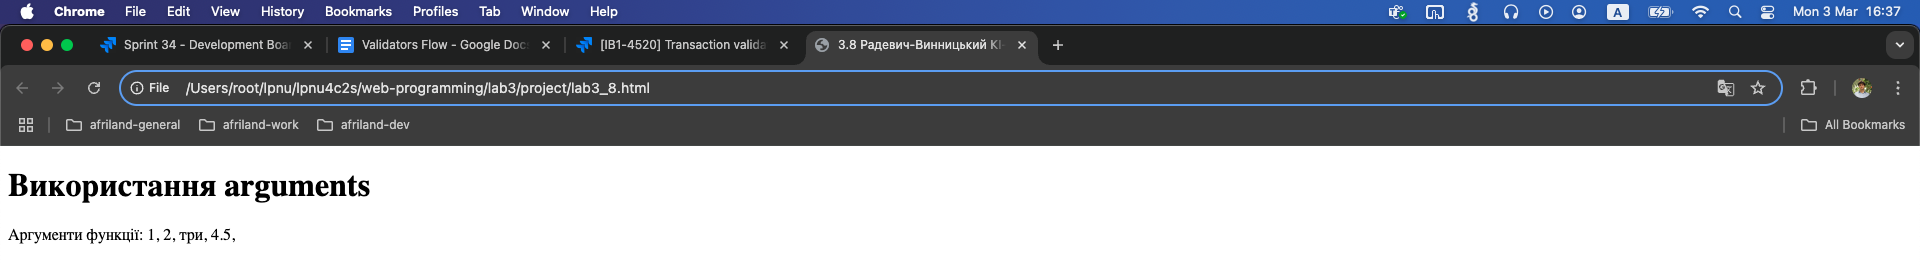 Chrome File Edit View History Bookmarks Profiles Tab Window Help A Mon 3 Mar 16:37
Sprint 34 - Development Boa Validators Flow - Google Doc [IB1-4520] Transaction valida 3.8 Радевич-Винницький КІ-
File /Users/root/lpnu/lpnu4c2s/web-programming/lab3/project/lab3_8.html
afriland-general afriland-work afriland-dev All Bookmarks
Використання arguments
Аргументи функції: 1, 2, три, 4.5,